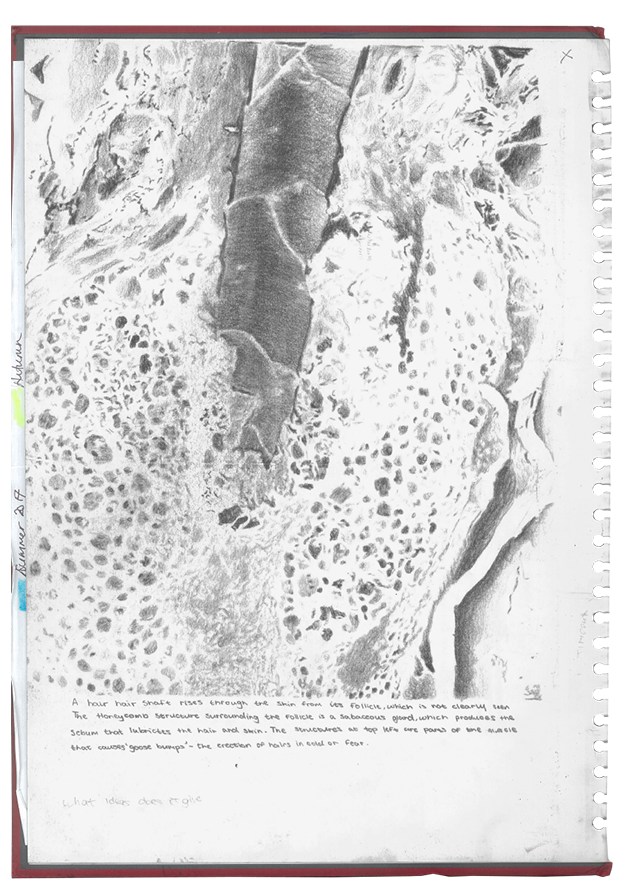 A hair hair shaft rises through the skin from its follicle, which is not clearly seen
The Honeycomb structure surrounding the follicle is a sabaceous gland, which produces the
Sebum that lubricates the hair and skin. The structures at top left are parts of the muscle
that causes 'goose bumps' - the erection of hairs in cold or fear.
what ideas does it give
Autumn
Summer 2017